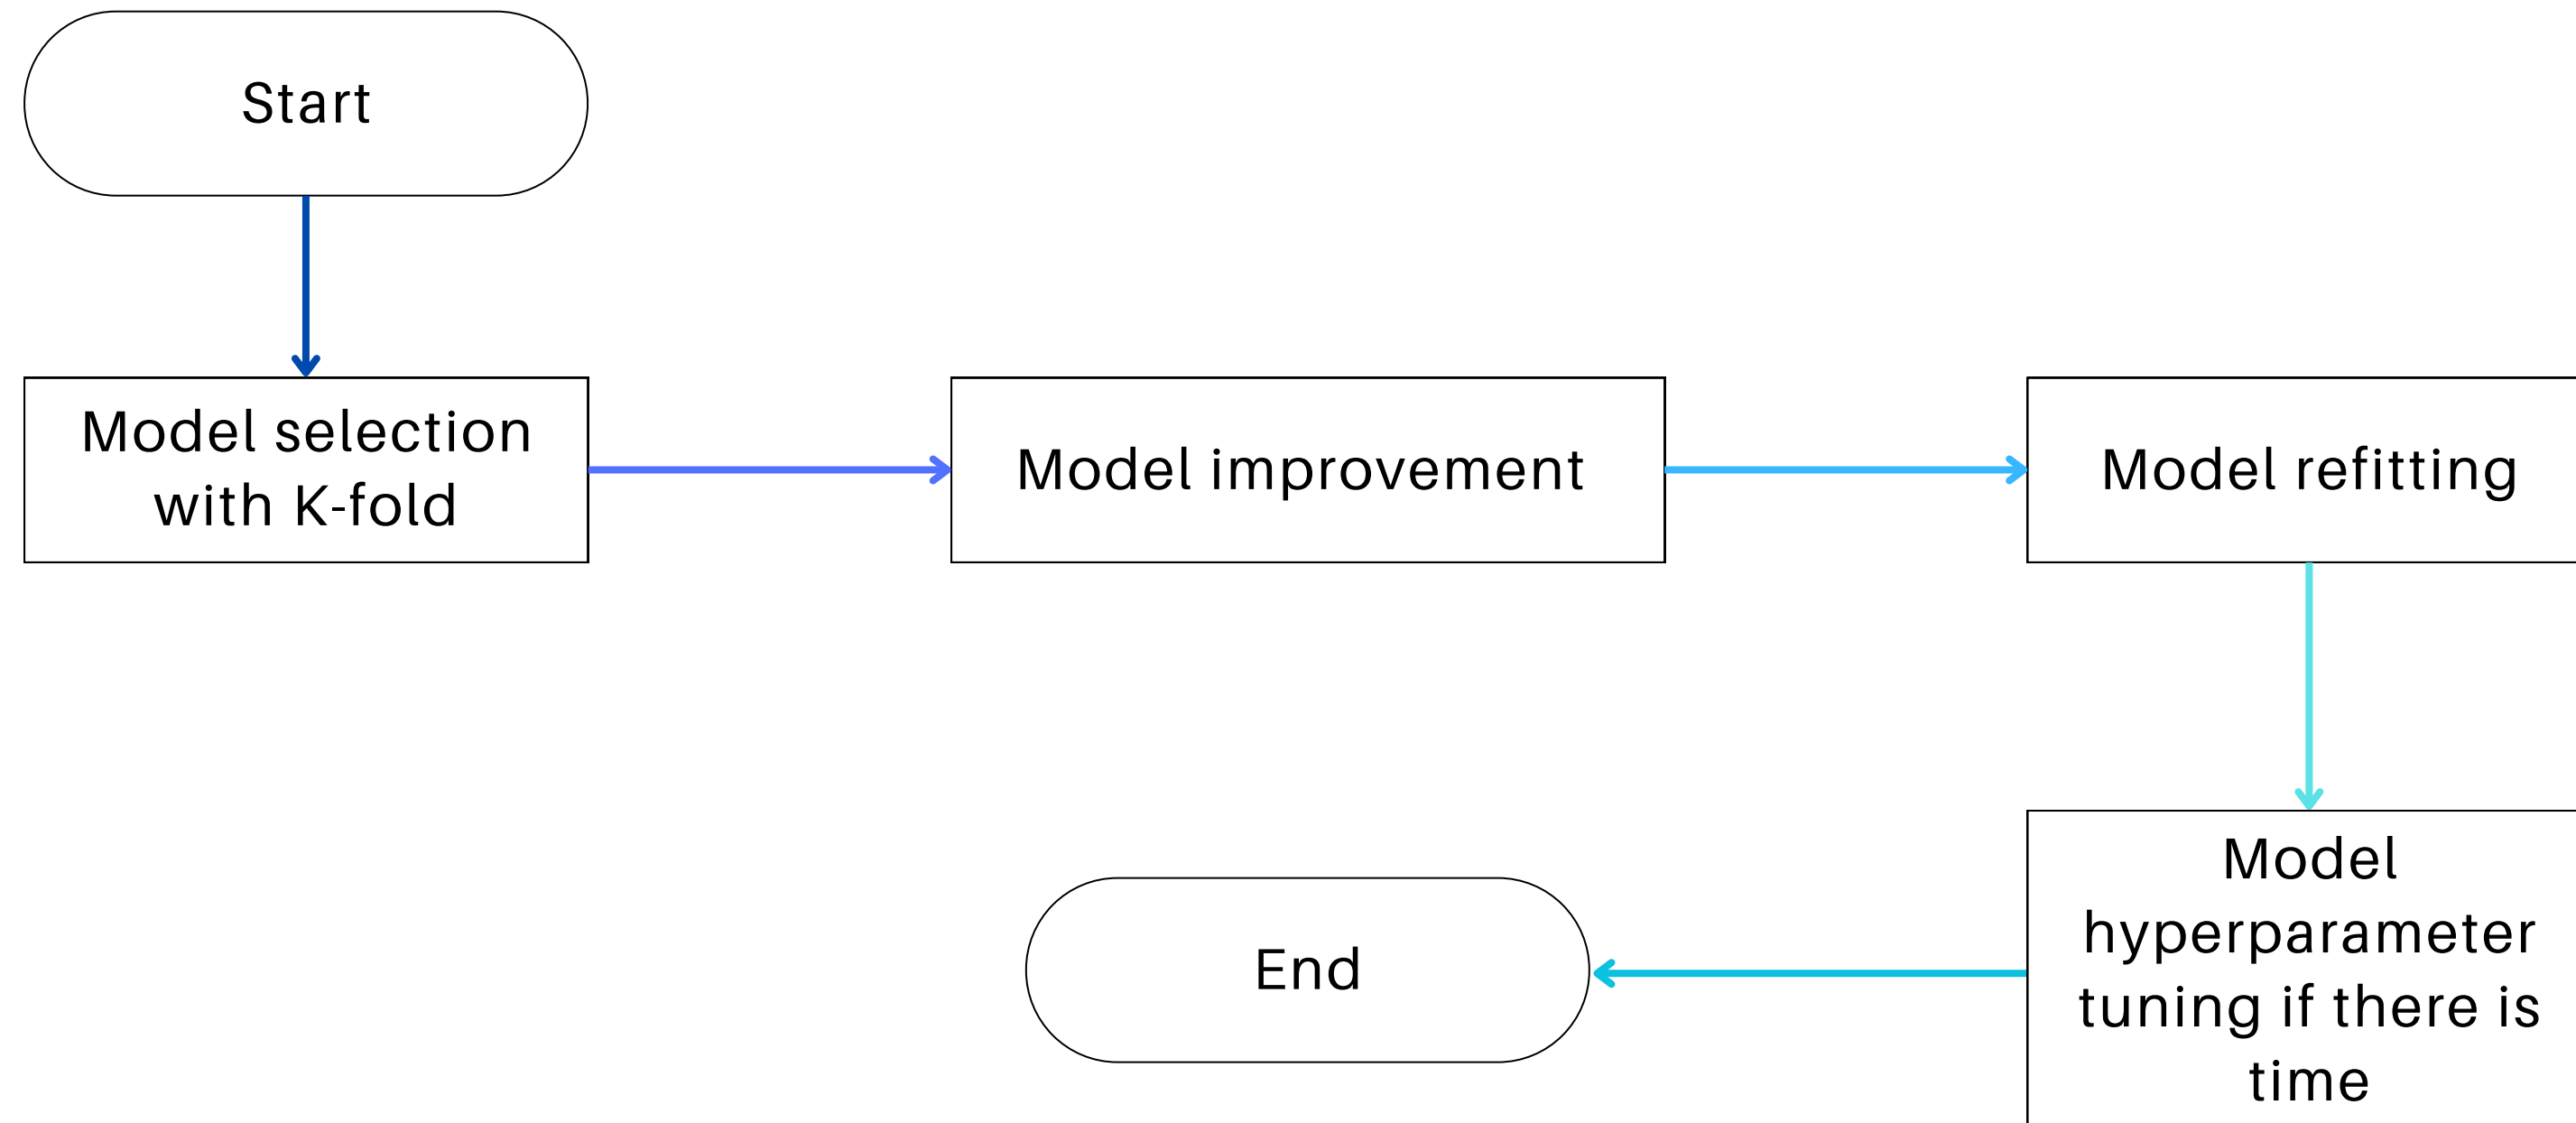 Start
Model selection
with K-fold
Model improvement
Model refitting
Model
hyperparameter
tuning if there is
time
End